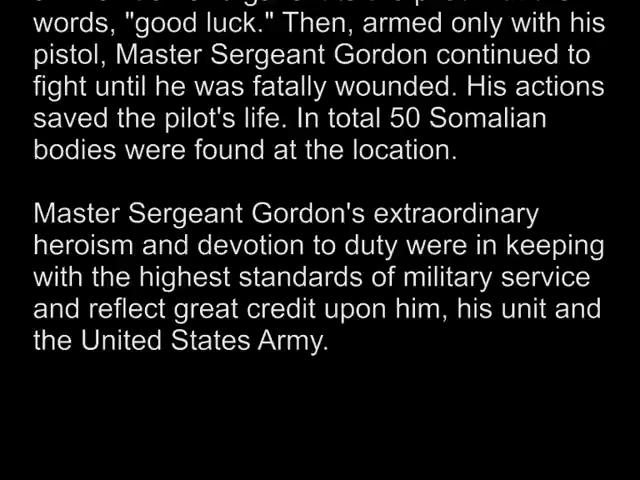 words, "good luck." Then, armed only with his
pistol, Master Sergeant Gordon continued to
fight until he was fatally wounded. His actions
saved the pilot's life. In total 50 Somalian
bodies were found at the location.
Master Sergeant Gordon's extraordinary
heroism and devotion to duty were in keeping
with the highest standards of military service
and reflect great credit upon him, his unit and
the United States Army.